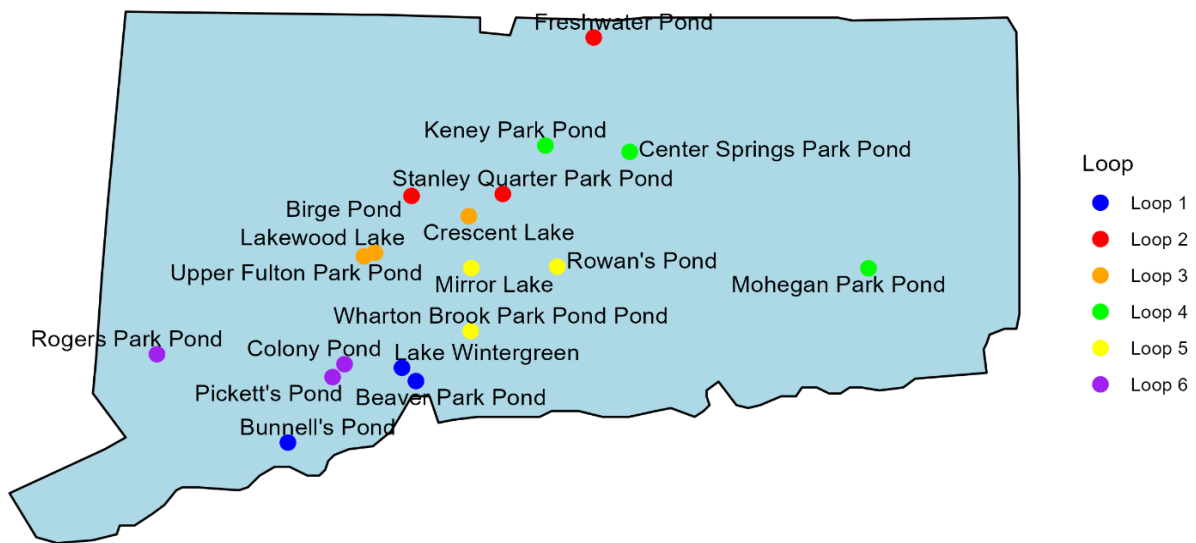 Freshwater Pond
Keney Park Pond
Center Springs Park Pond
Stanley Quarter Park Pond
Birge Pond
Crescent Lake
Lakewood Lake
Upper Fulton Park Pond
Rowan's Pond
Mirror Lake
Mohegan Park Pond
Wharton Brook Park Pond Pond
Rogers Park Pond
Colony Pond
Lake Wintergreen
Pickett's Pond
Beaver Park Pond
Bunnell's Pond
Loop
Loop 1
Loop 2
Loop 3
Loop 4
Loop 5
Loop 6